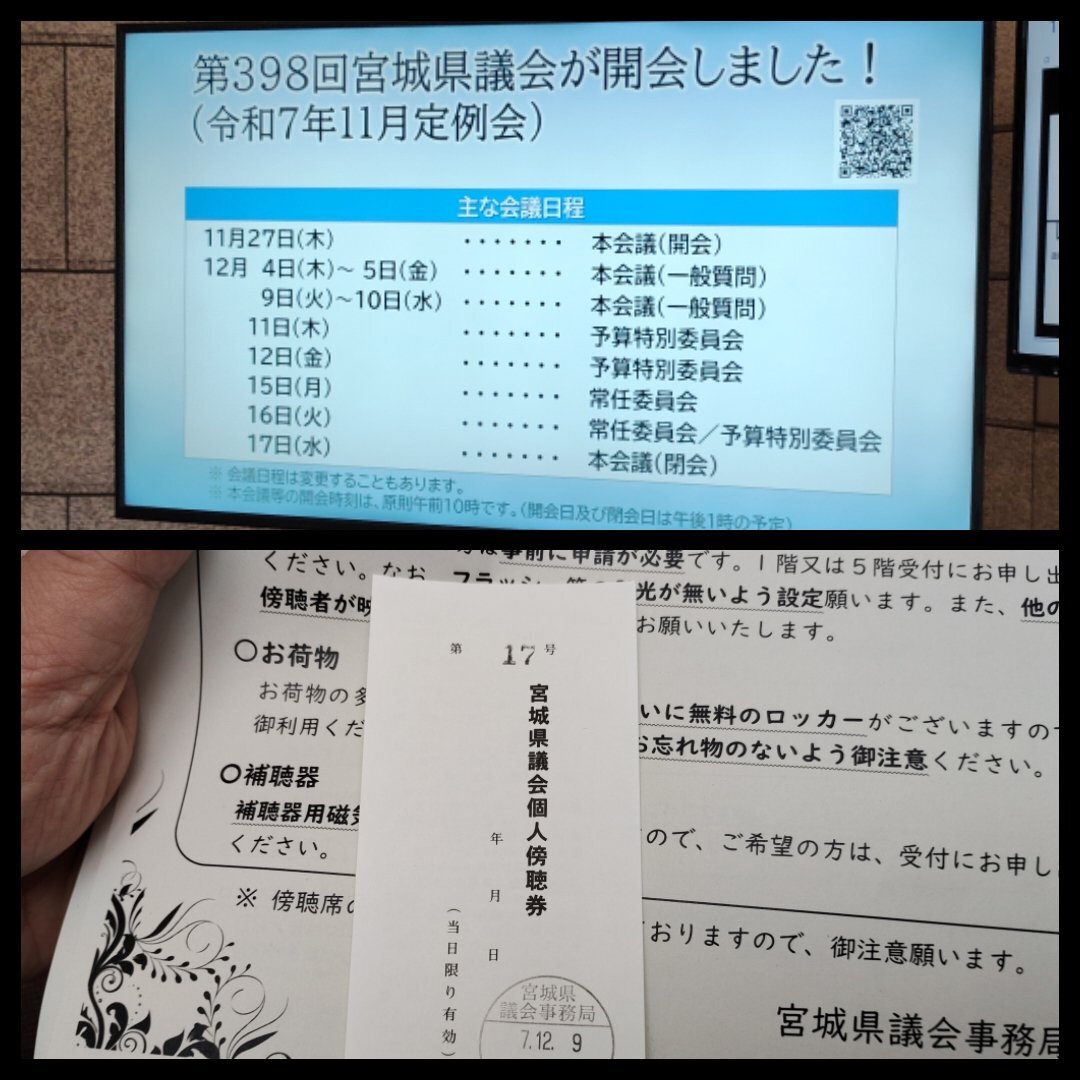 第398回宮城県議会が開会しました！
（令和7年11月定例会）
主な会議日程
11月27日（木） ・・・・・・・ 本会議（開会）
12月 4日（木）～ 5日（金） ・・・・・・・ 本会議（一般質問）
9日（火）～10日（水） ・・・・・・・ 本会議（一般質問）
11日（木） ・・・・・・・ 予算特別委員会
12日（金） ・・・・・・・ 予算特別委員会
15日（月） ・・・・・・・ 常任委員会
16日（火） ・・・・・・・ 常任委員会／予算特別委員会
17日（水） ・・・・・・・ 本会議（閉会）
※ 会議日程は変更することもあります。
※ 本会議等の開会時刻は、原則午前10時です。（開会日及び閉会日は午後1時の予定）
事前に申請が必要です。1階又は5階受付にお申し出
ください。なお、フラッシュ 光が無いよう設定願います。また、他の
傍聴者が映 お願いいたします。
○お荷物
お荷物の多 いに無料のロッカーがございますので
御利用くだ お忘れ物のないよう御注意ください。
○補聴器
補聴器用磁気 ので、ご希望の方は、受付にお申し
ください。
※ 傍聴席の ておりますので、御注意願います。
宮城県議会事務局
第 17 号
宮城県議会個人傍聴券
年 月 日
（当日限り有効）
宮城県
議会事務局
7.12. 9